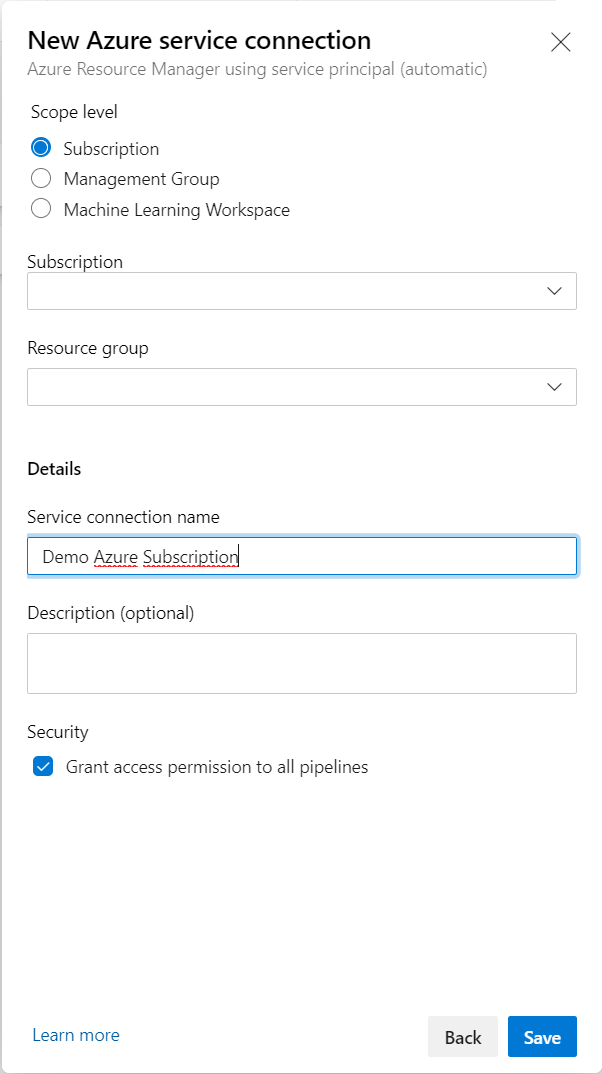 New Azure service connection
Azure Resource Manager using service principal (automatic)
Scope level
Subscription
Management Group
Machine Learning Workspace
Subscription
Resource group
Details
Service connection name
Demo Azure Subscription
Description (optional)
Security
Grant access permission to all pipelines
Learn more
Back
Save